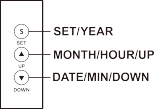 S SET/YEAR
SET
MONTH/HOUR/UP
UP
DATE/MIN/DOWN
DOWN